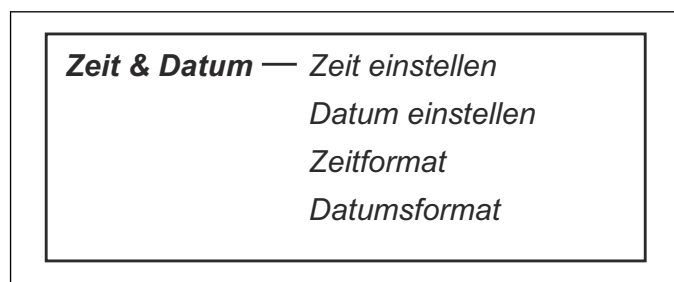 Zeit & Datum — Zeit einstellen
Datum einstellen
Zeitformat
Datumsformat